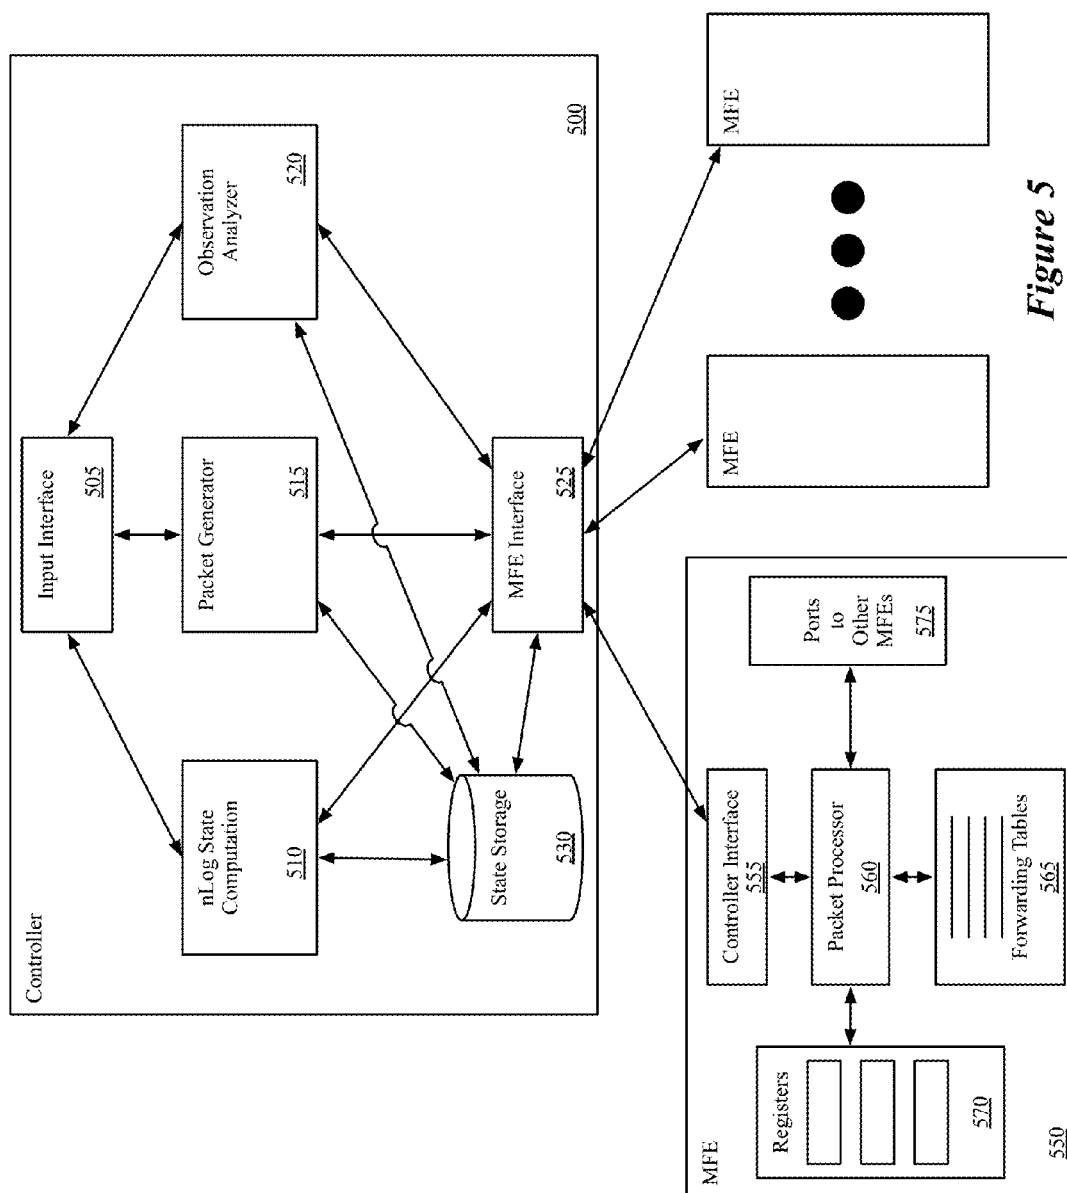 Controller
Input Interface
505
nLog State
Computation
510
Packet Generator
515
Observation
Analyzer
520
State Storage
530
MFE Interface
525
500
MFE
Controller Interface
555
Registers
570
Packet Processor
560
Ports
to
Other
MFEs
575
Forwarding Tables
565
550
MFE
MFE
Figure 5